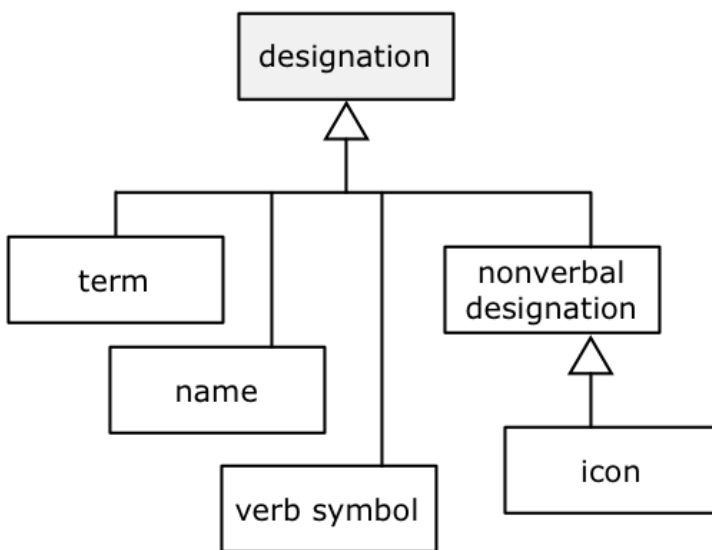 designation
term
nonverbal
designation
name
icon
verb symbol